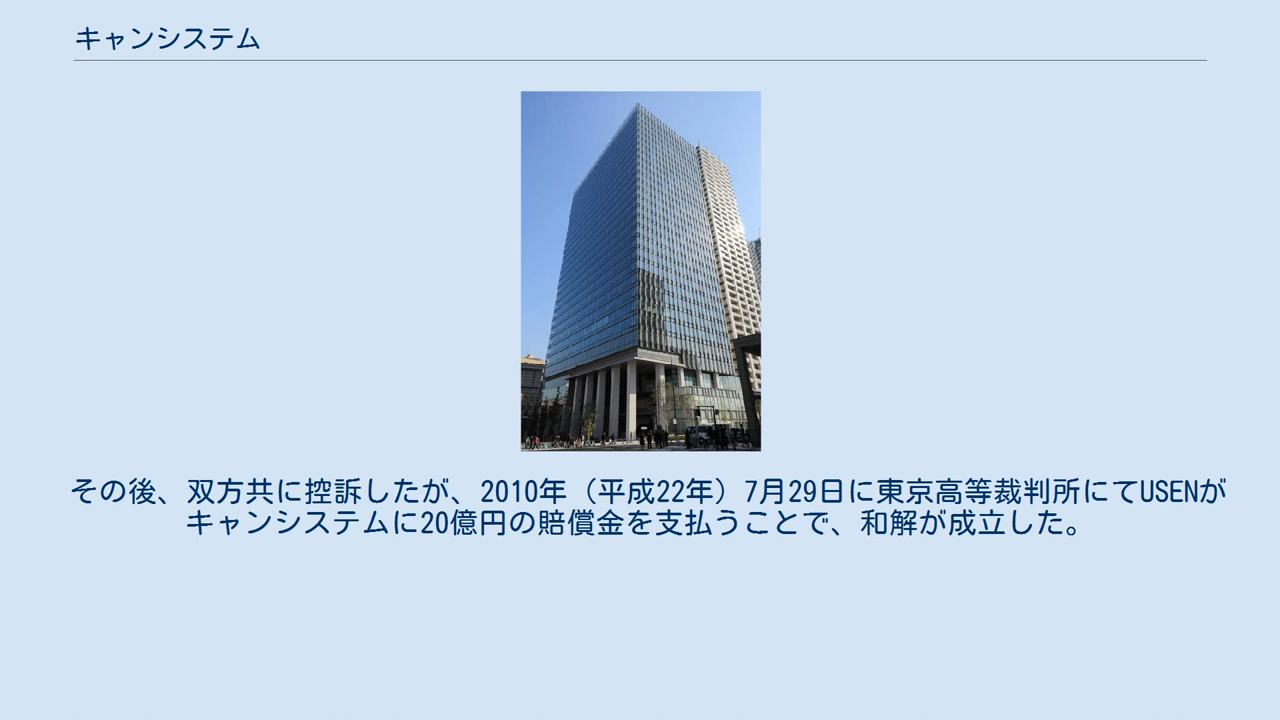 キャンシステム
その後、双方共に控訴したが、2010年（平成22年）7月29日に東京高等裁判所にてUSENが
キャンシステムに20億円の賠償金を支払うことで、和解が成立した。